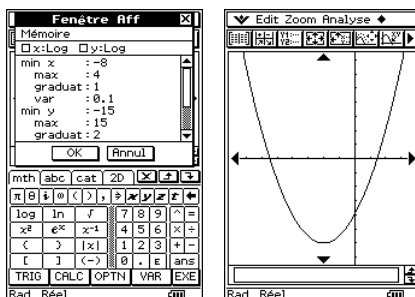 Fenêtre Aff
Mémoire
x:Log y:Log
min x :-8
max :4
graduat :1
var :0.1
min y :-15
max :15
graduat :2
OK Annul
mth abc cat 2D
π θ i ∞ ( ) , ⇒ x y z t
log ln √ 7 8 9 ^ =
x² eˣ x⁻¹ 4 5 6 × ÷
( ) |x| 1 2 3 + -
[ ] (-) 0 . E ans
TRIG CALC OPTN VAR EXE
Rad Réel
Edit Zoom Analyse
Y1:
Y2:
Rad Réel